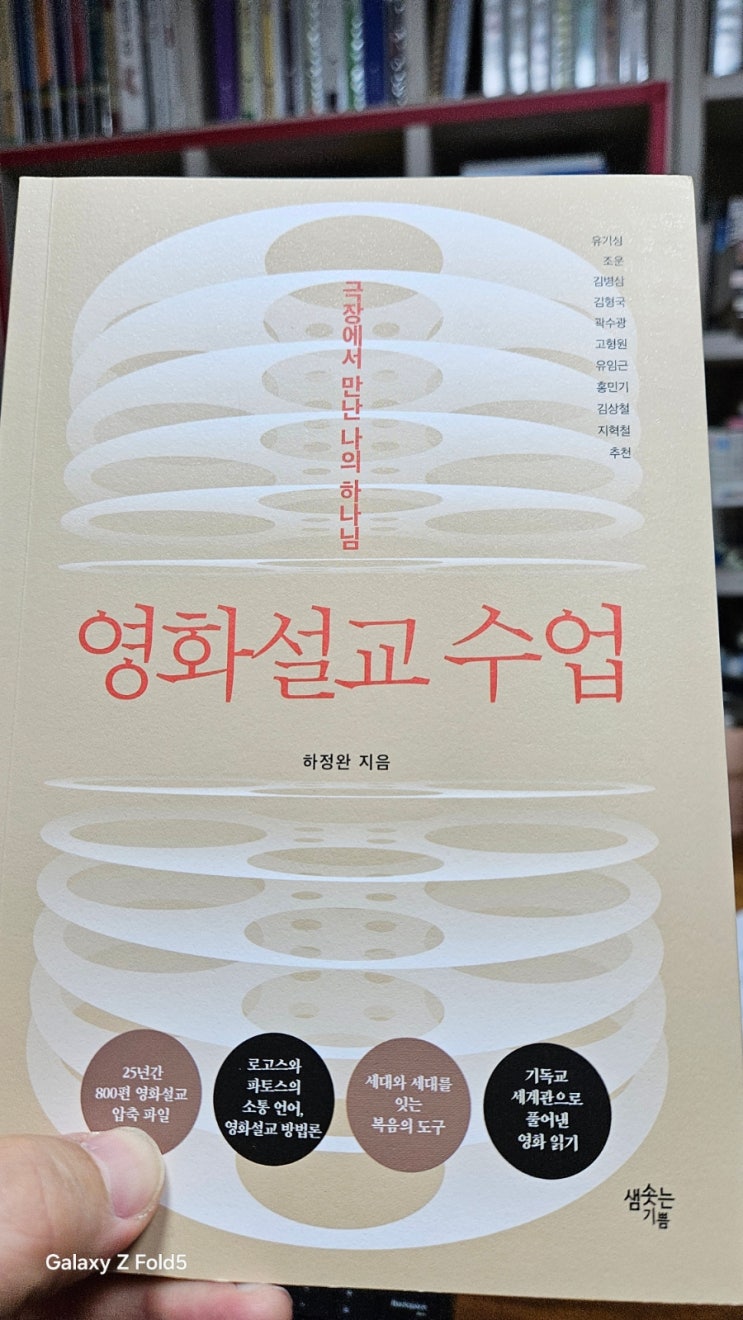 유기성
조운
김병삼
김형국
곽수광
고형원
유임근
홍민기
김상철
지혁철
추천
극장에서 만난 나의 하나님
영화설교 수업
하정완 지음
25년간
800편 영화설교
압축 파일
로고스와
파토스의
소통 언어,
영화설교 방법론
세대와 세대를
잇는
복음의 도구
기독교
세계관으로
풀어낸
영화 읽기
샘솟는
기쁨
Galaxy Z Fold5
Backspace